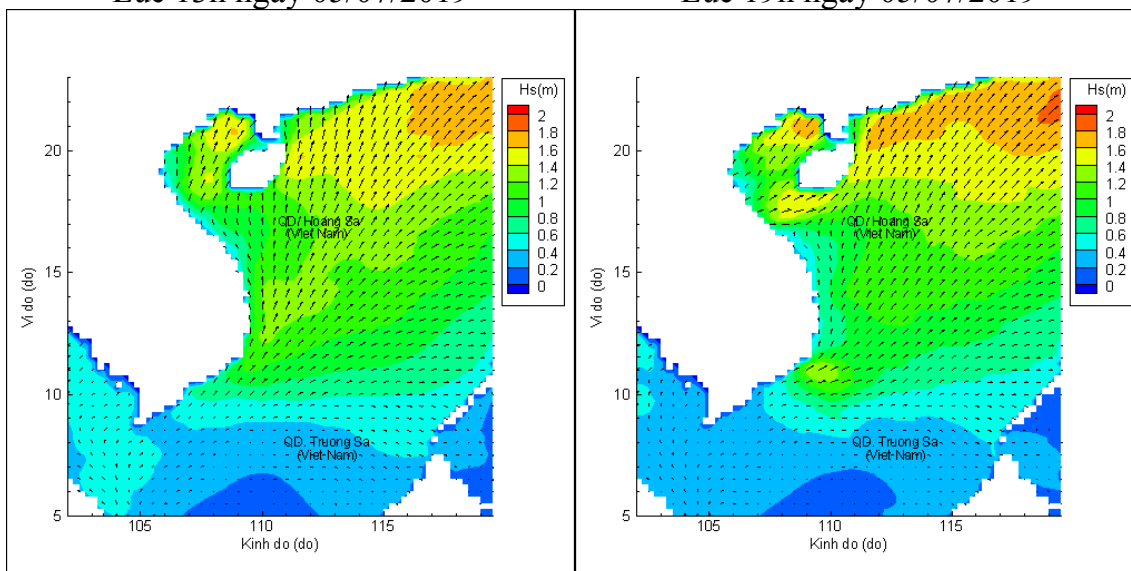 Hs(m)
2
1.8
1.6
1.4
1.2
1
0.8
0.6
0.4
0.2
0
20
15
10
5
Vi do (do)
QD. Hoang Sa
(Viet Nam)
QD. Truong Sa
(Viet Nam)
105 110 115
Kinh do (do)
Hs(m)
2
1.8
1.6
1.4
1.2
1
0.8
0.6
0.4
0.2
0
20
15
10
5
Vi do (do)
QD. Hoang Sa
(Viet Nam)
QD. Truong Sa
(Viet Nam)
105 110 115
Kinh do (do)